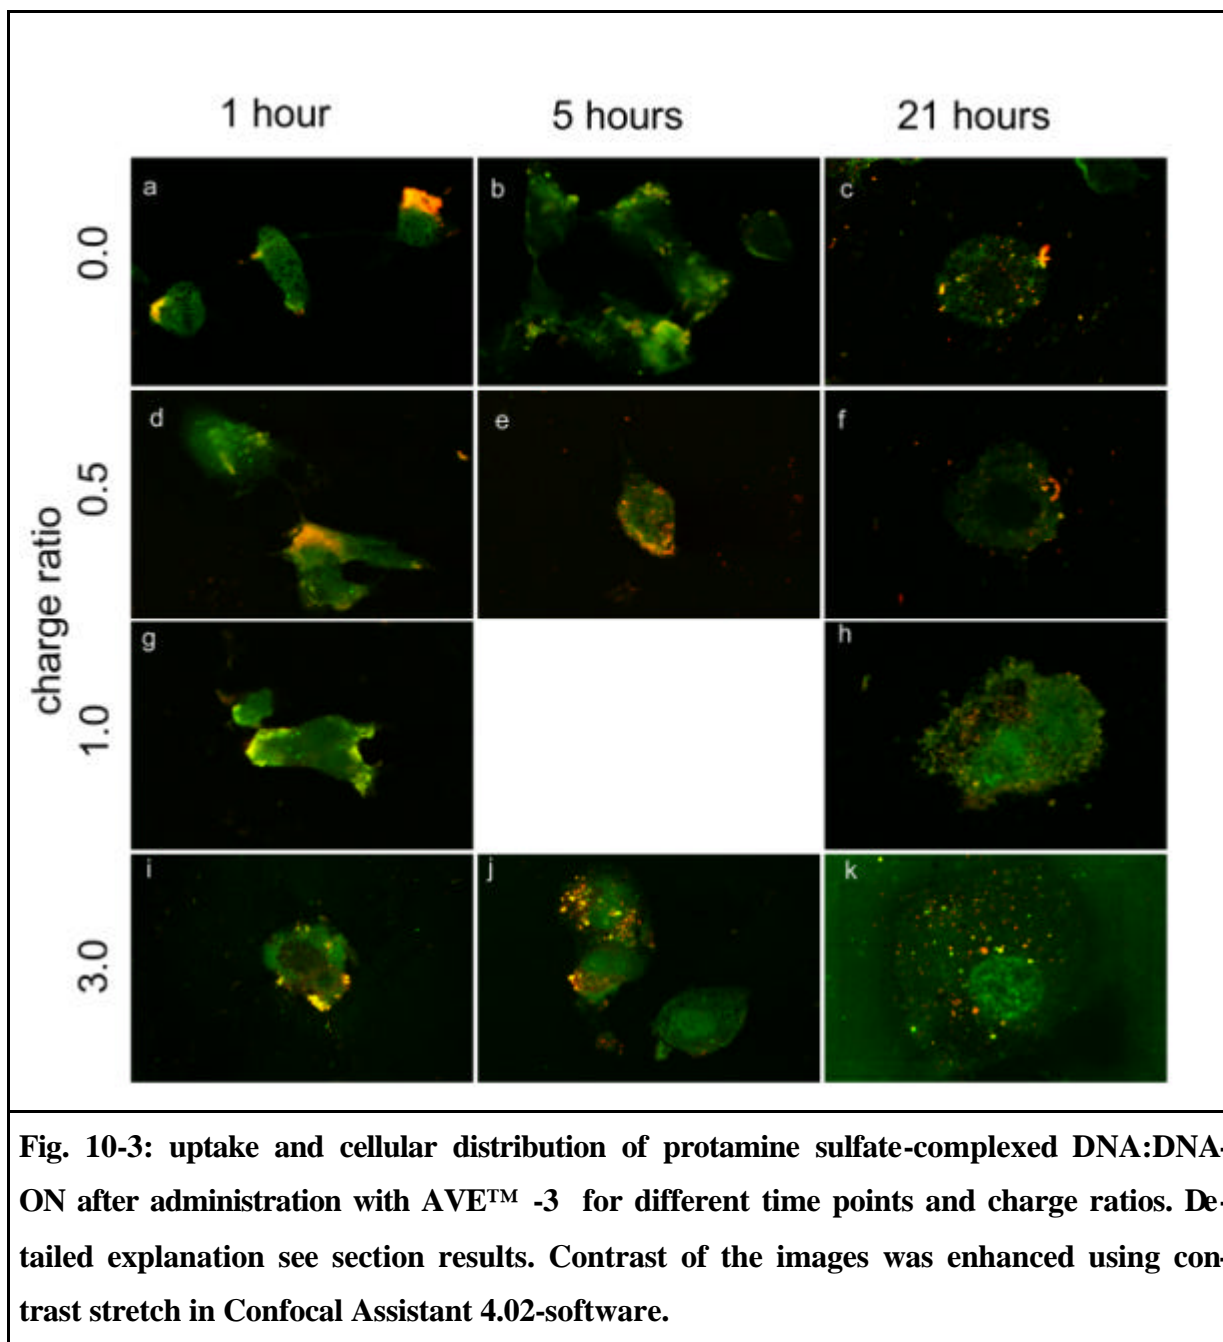 1 hour 5 hours 21 hours
a b c
0.0
d e f
0.5
charge ratio
g h
1.0
i j k
3.0
Fig. 10-3: uptake and cellular distribution of protamine sulfate-complexed DNA:DNA-
ON after administration with AVE™ -3 for different time points and charge ratios. De-
tailed explanation see section results. Contrast of the images was enhanced using con-
trast stretch in Confocal Assistant 4.02-software.